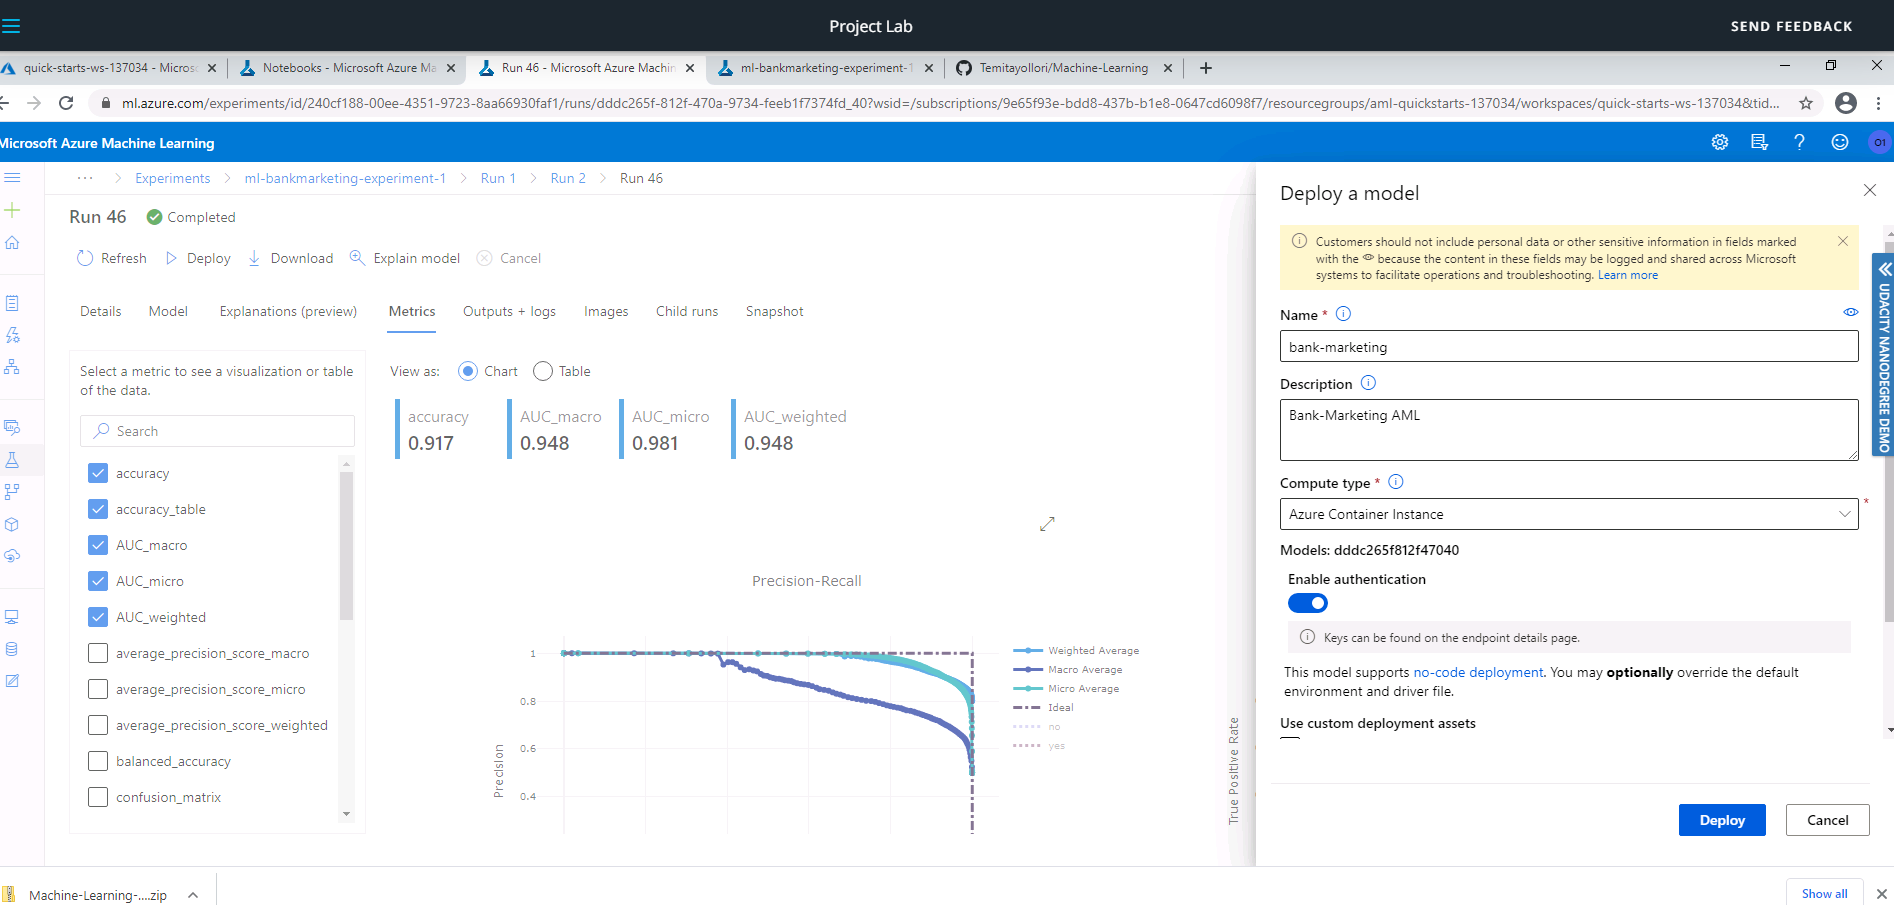 Project Lab
SEND FEEDBACK
quick-starts-ws-137034 - Micros
Notebooks - Microsoft Azure Ma
Run 46 - Microsoft Azure Machin
ml-bankmarketing-experiment-1
TemitayoIlori/Machine-Learning
ml.azure.com/experiments/id/240cf188-00ee-4351-9723-8aa66930faf1/runs/dddc265f-812f-470a-9734-feeb1f7374fd_40?wsid=/subscriptions/9e65f93e-bdd8-437b-b1e8-0647cd6098f7/resourcegroups/aml-quickstarts-137034/workspaces/quick-starts-ws-137034&tid...
Microsoft Azure Machine Learning
O1
... > Experiments > ml-bankmarketing-experiment-1 > Run 1 > Run 2 > Run 46
Run 46 Completed
Refresh Deploy Download Explain model Cancel
Details Model Explanations (preview) Metrics Outputs + logs Images Child runs Snapshot
Select a metric to see a visualization or table
of the data.
Search
accuracy
accuracy_table
AUC_macro
AUC_micro
AUC_weighted
average_precision_score_macro
average_precision_score_micro
average_precision_score_weighted
balanced_accuracy
confusion_matrix
View as: Chart Table
accuracy AUC_macro AUC_micro AUC_weighted
0.917 0.948 0.981 0.948
Precision-Recall
1
0.8
0.6
0.4
Precision
Weighted Average
Macro Average
Micro Average
Ideal
no
yes
True Positive Rate
Deploy a model
Customers should not include personal data or other sensitive information in fields marked
with the because the content in these fields may be logged and shared across Microsoft
systems to facilitate operations and troubleshooting. Learn more
Name *
bank-marketing
Description
Bank-Marketing AML
Compute type *
Azure Container Instance
*
Models: dddc265f812f47040
Enable authentication
Keys can be found on the endpoint details page.
This model supports no-code deployment. You may optionally override the default
environment and driver file.
Use custom deployment assets
Deploy
Cancel
UDACITY NANODEGREE DEMO
Machine-Learning-....zip
Show all